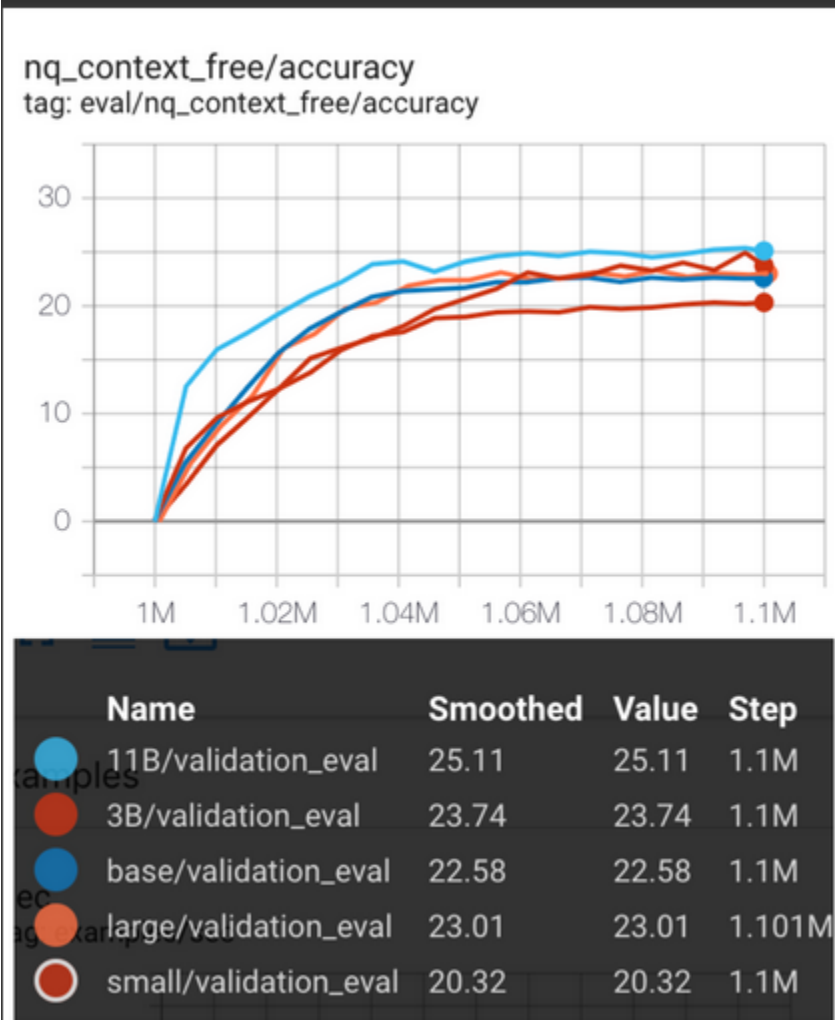 nq_context_free/accuracy
tag: eval/nq_context_free/accuracy
30
20
10
0
1M 1.02M 1.04M 1.06M 1.08M 1.1M
Name Smoothed Value Step
11B/validation_eval 25.11 25.11 1.1M
3B/validation_eval 23.74 23.74 1.1M
base/validation_eval 22.58 22.58 1.1M
large/validation_eval 23.01 23.01 1.101M
small/validation_eval 20.32 20.32 1.1M